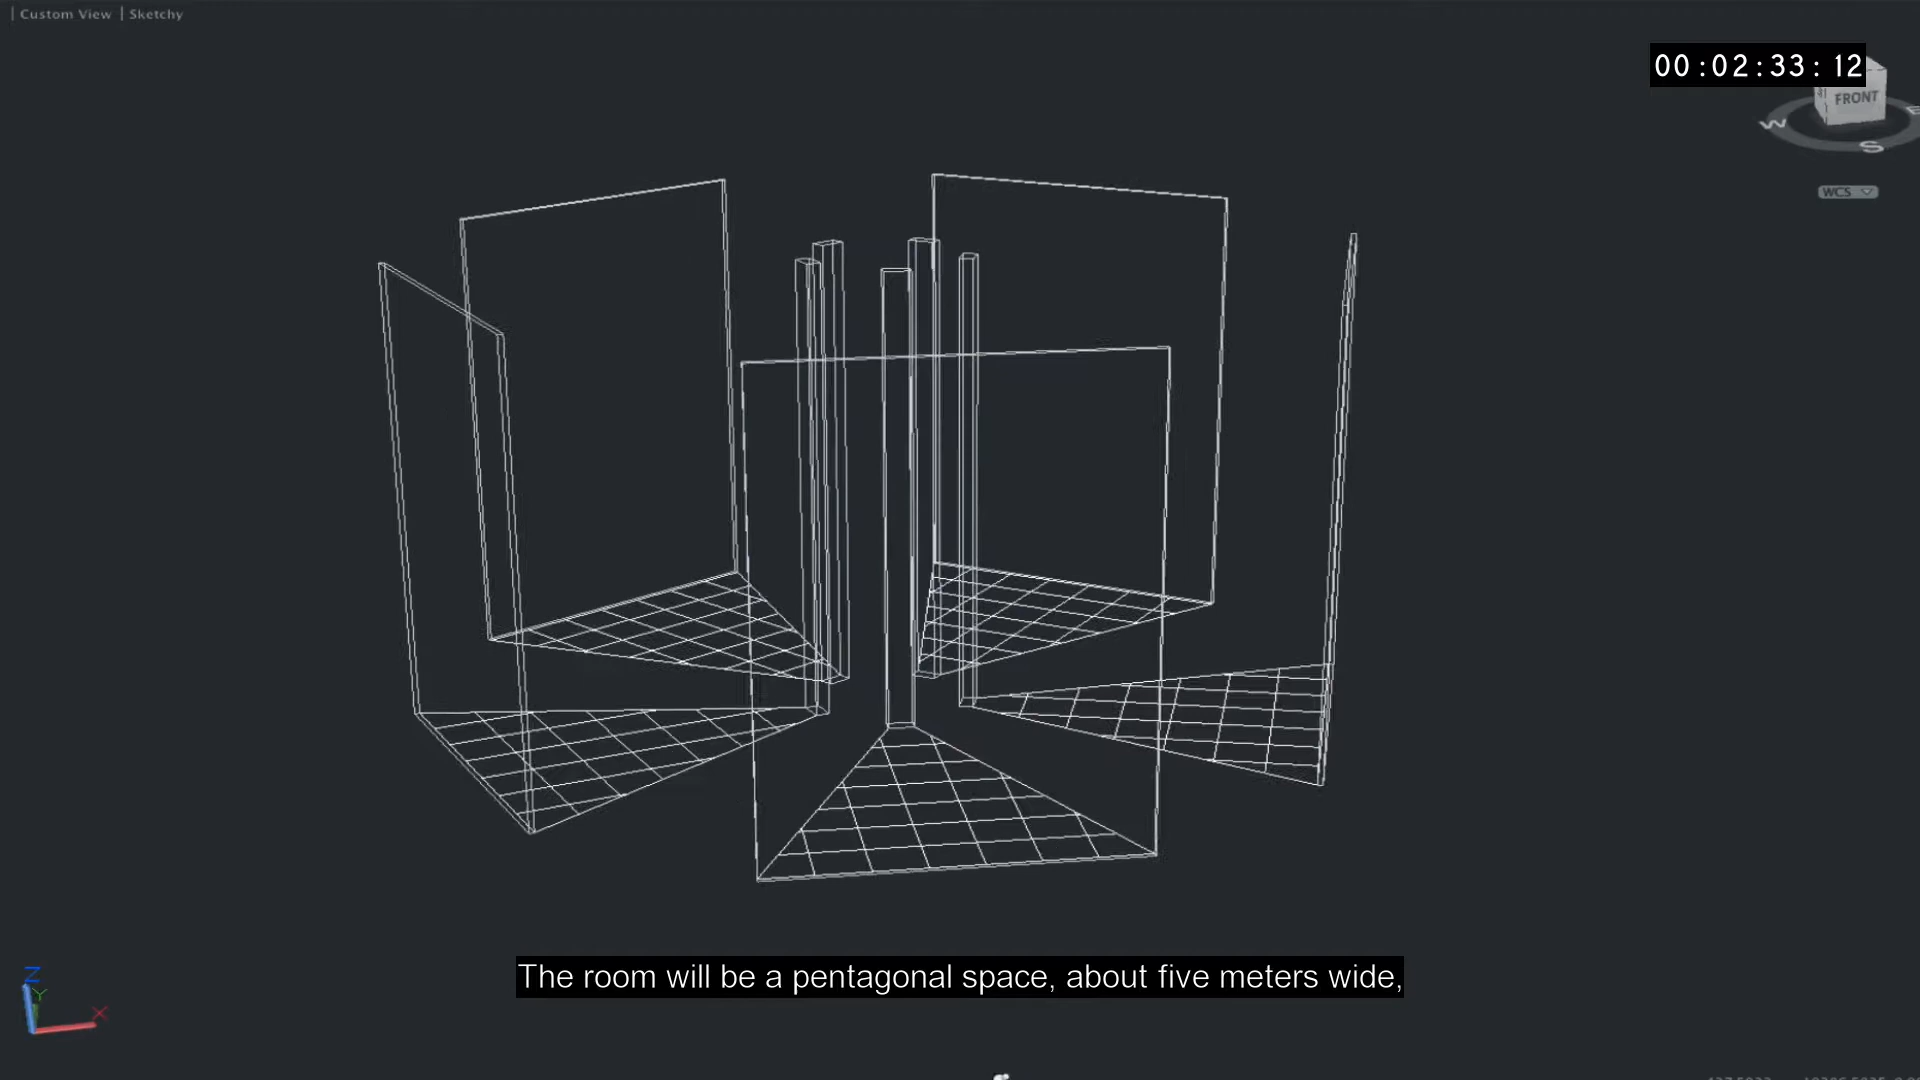 | Custom View | Sketchy
00:02:33:12
FRONT
W
S
WCS
The room will be a pentagonal space, about five meters wide,
Z
Y
X